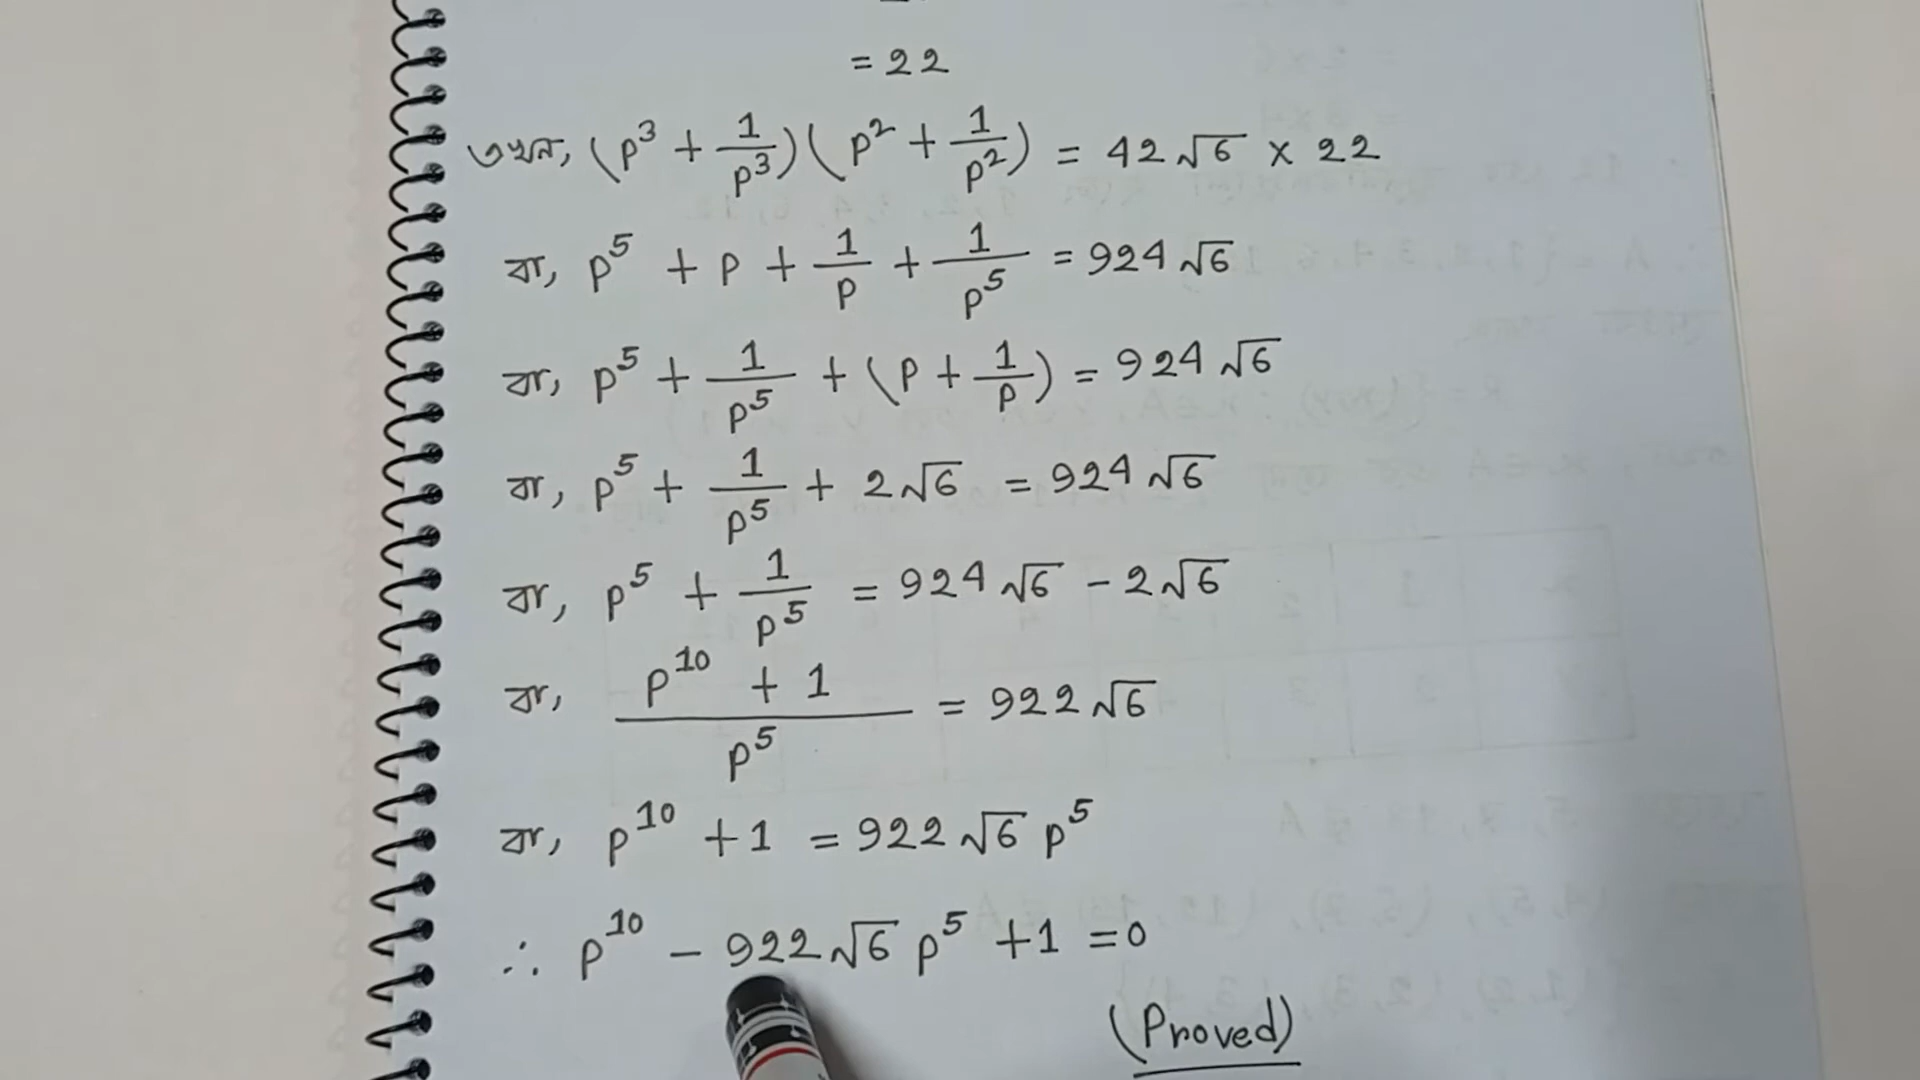 = 22
তখন, (p³ + 1/p³)(p² + 1/p²) = 42√6 × 22
বা, p⁵ + p + 1/p + 1/p⁵ = 924√6
বা, p⁵ + 1/p⁵ + (p + 1/p) = 924√6
বা, p⁵ + 1/p⁵ + 2√6 = 924√6
বা, p⁵ + 1/p⁵ = 924√6 - 2√6
বা, (p¹⁰ + 1)/p⁵ = 922√6
বা, p¹⁰ + 1 = 922√6 p⁵
∴ p¹⁰ - 922√6 p⁵ + 1 = 0
(Proved)